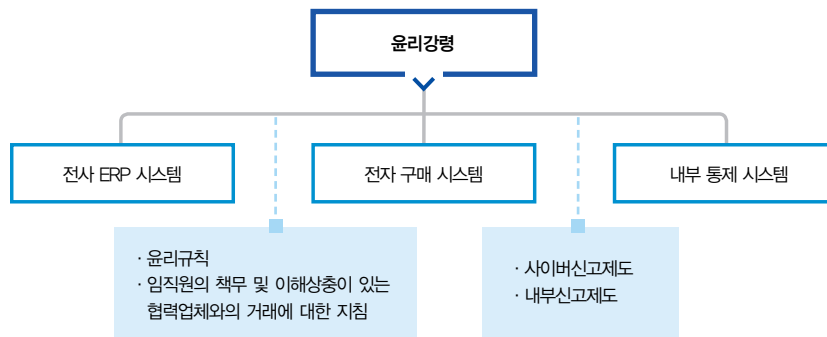 윤리강령
전사 ERP 시스템
전자 구매 시스템
내부 통제 시스템
· 윤리규칙
· 임직원의 책무 및 이해상충이 있는
협력업체와의 거래에 대한 지침
· 사이버신고제도
· 내부신고제도